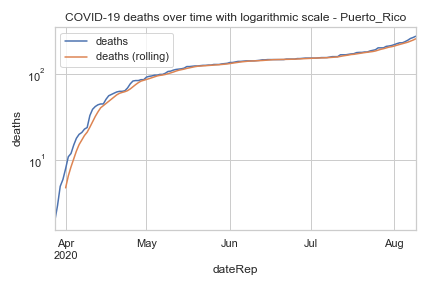 COVID-19 deaths over time with logarithmic scale - Puerto_Rico
deaths
deaths (rolling)
10²
10¹
deaths
Apr May Jun Jul Aug
2020
dateRep